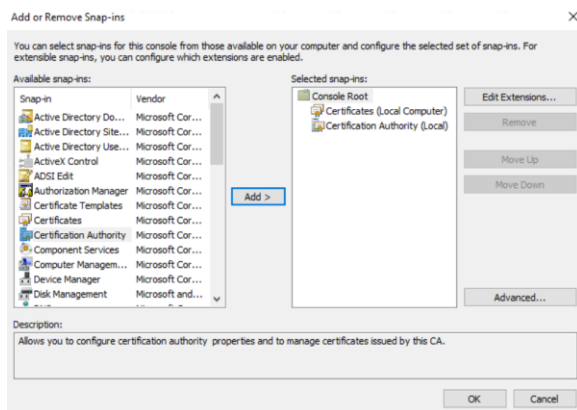 Add or Remove Snap-ins
You can select snap-ins for this console from those available on your computer and configure the selected set of snap-ins. For
extensible snap-ins, you can configure which extensions are enabled.
Available snap-ins:
Snap-in Vendor
Active Directory Do... Microsoft Cor...
Active Directory Site... Microsoft Cor...
Active Directory Use... Microsoft Cor...
ActiveX Control Microsoft Cor...
ADSI Edit Microsoft Cor...
Authorization Manager Microsoft Cor...
Certificate Templates Microsoft Cor...
Certificates Microsoft Cor...
Certification Authority Microsoft Cor...
Component Services Microsoft Cor...
Computer Managem... Microsoft Cor...
Device Manager Microsoft Cor...
Disk Management Microsoft and...
Add >
Selected snap-ins:
Console Root
Certificates (Local Computer)
Certification Authority (Local)
Edit Extensions...
Remove
Move Up
Move Down
Advanced...
Description:
Allows you to configure certification authority properties and to manage certificates issued by this CA.
OK Cancel